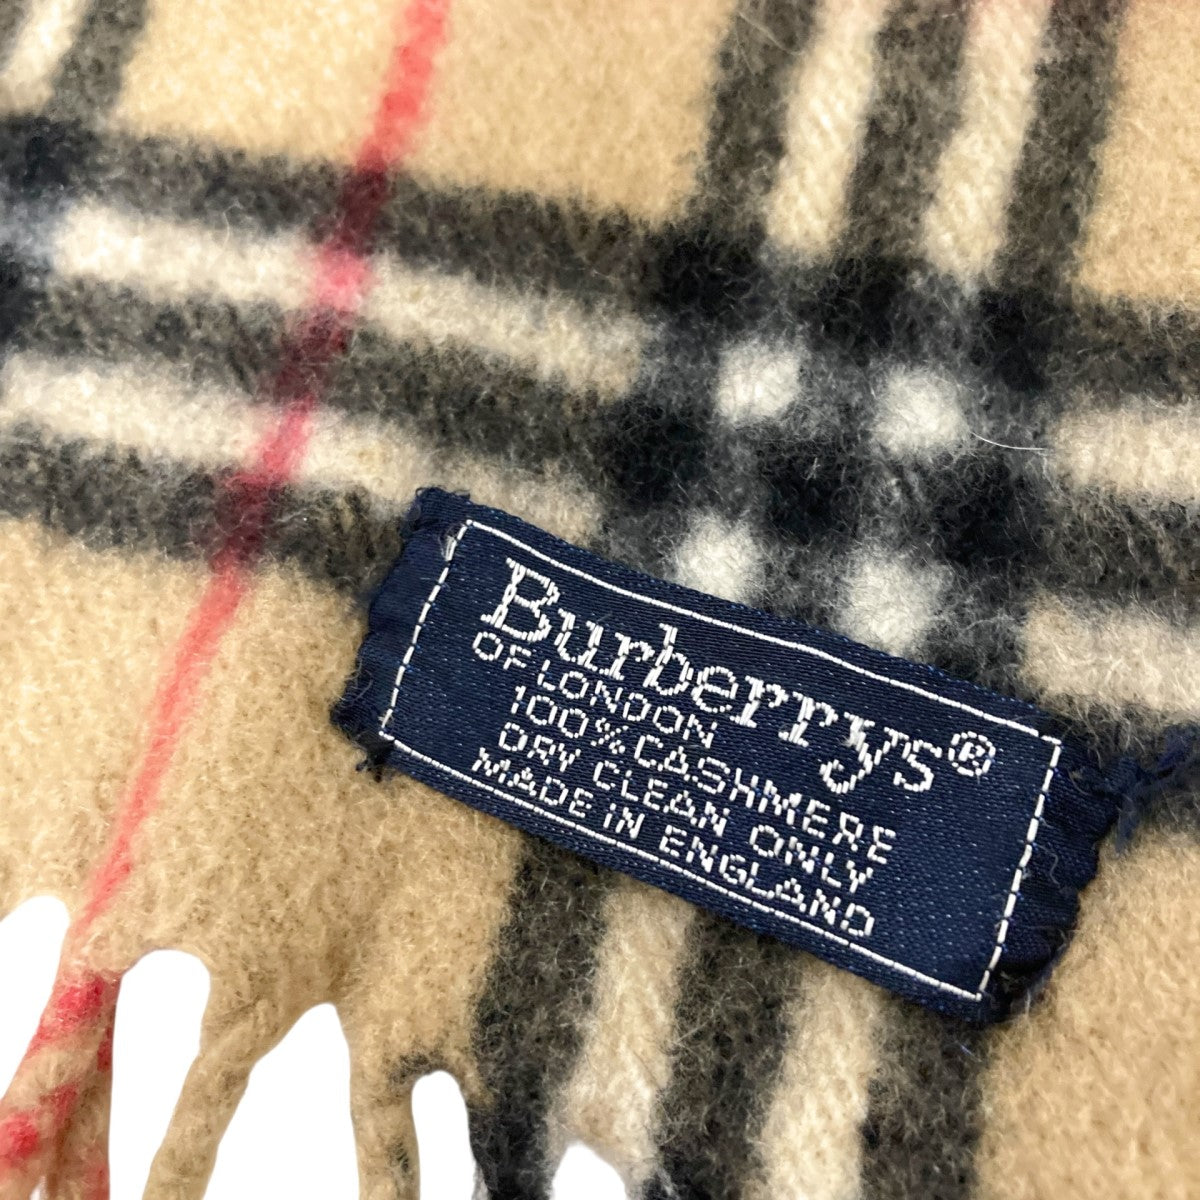 Burberrys®
OF LONDON
100% CASHMERE
DRY CLEAN ONLY
MADE IN ENGLAND